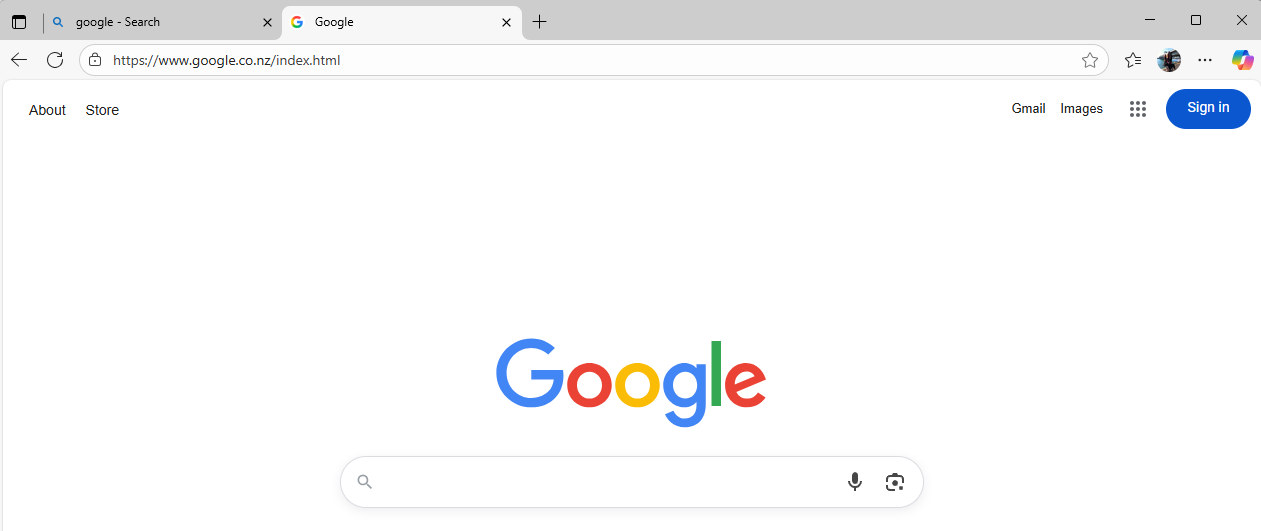 google - Search
Google
https://www.google.co.nz/index.html
About Store Gmail Images Sign in
Google